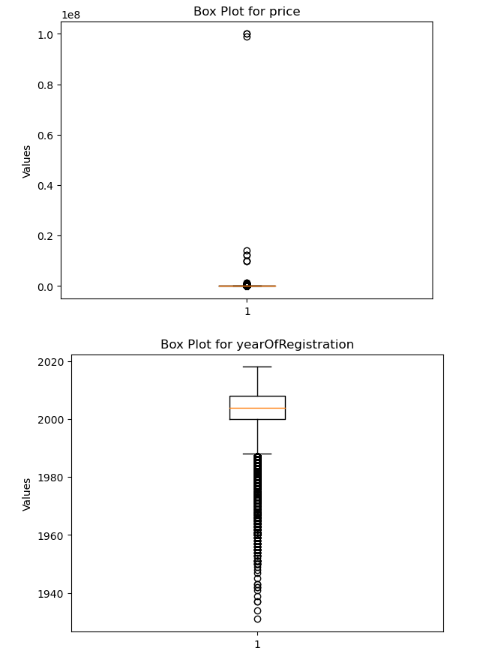 Box Plot for price
1e8
1.0
0.8
0.6
0.4
0.2
0.0
Values
1
Box Plot for yearOfRegistration
2020
2000
1980
1960
1940
Values
1